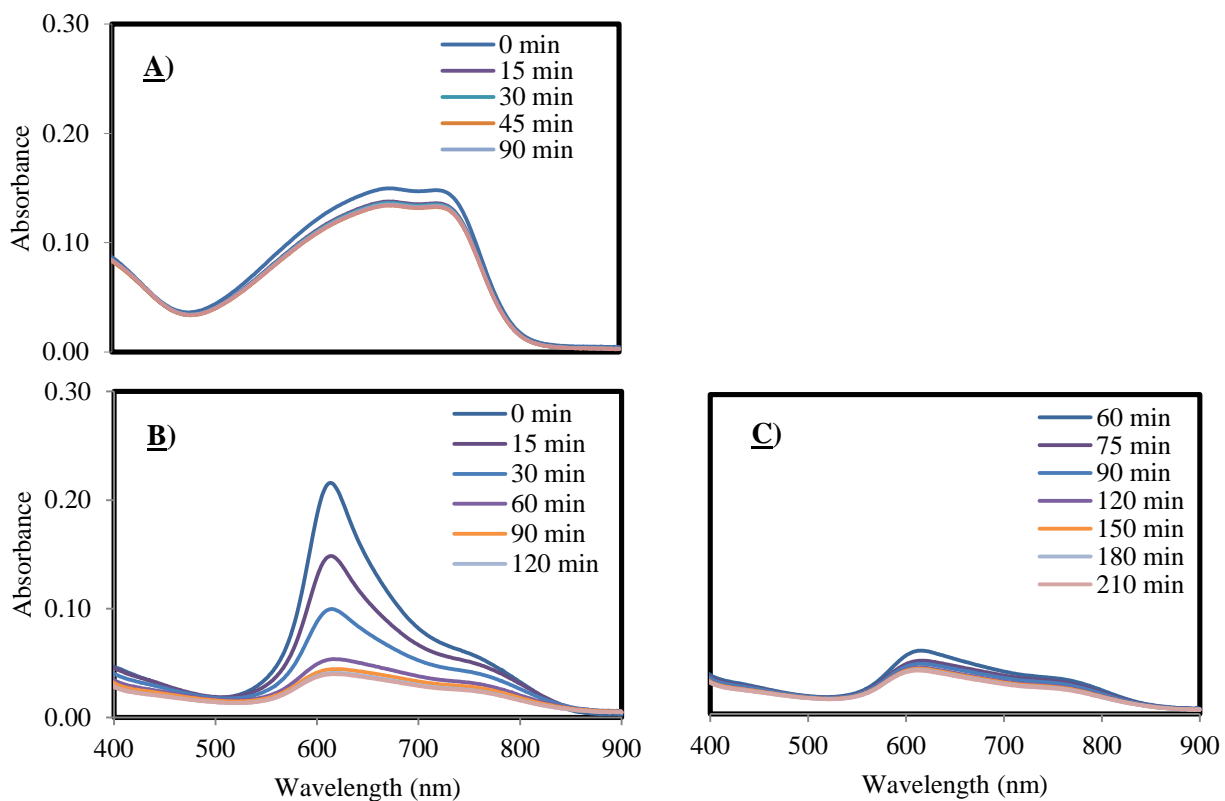 0.30
0.20
0.10
0.00
Absorbance
A)
0 min
15 min
30 min
45 min
90 min
0.30
0.20
0.10
0.00
Absorbance
B)
0 min
15 min
30 min
60 min
90 min
120 min
400 500 600 700 800 900
Wavelength (nm)
C)
60 min
75 min
90 min
120 min
150 min
180 min
210 min
400 500 600 700 800 900
Wavelength (nm)